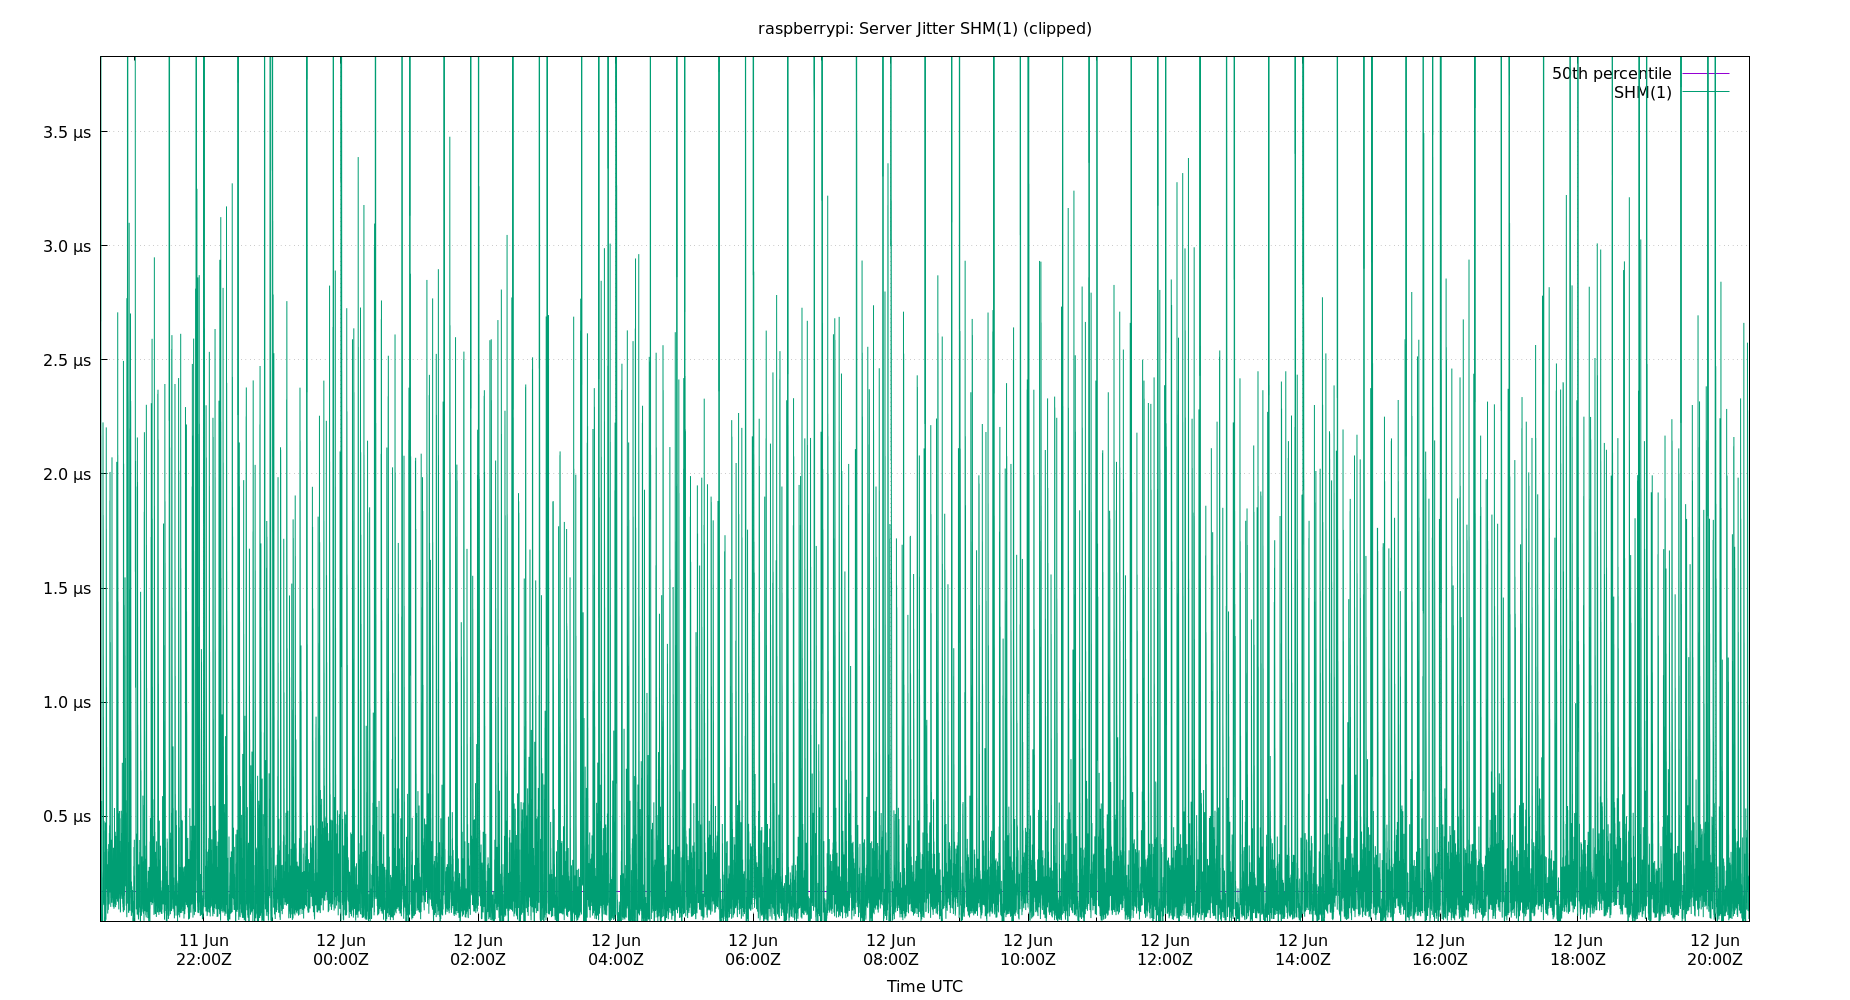 raspberrypi: Server Jitter SHM(1) (clipped)
50th percentile
SHM(1)
3.5 µs
3.0 µs
2.5 µs
2.0 µs
1.5 µs
1.0 µs
0.5 µs
11 Jun 12 Jun 12 Jun 12 Jun 12 Jun 12 Jun 12 Jun 12 Jun 12 Jun 12 Jun 12 Jun 12 Jun
22:00Z 00:00Z 02:00Z 04:00Z 06:00Z 08:00Z 10:00Z 12:00Z 14:00Z 16:00Z 18:00Z 20:00Z
Time UTC